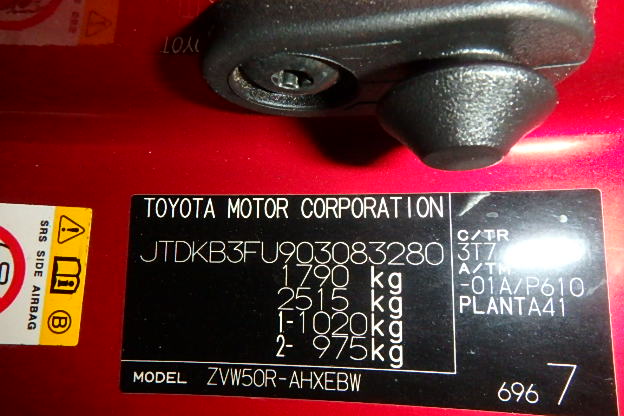 TOYOTA MOTOR CORPORATION
JTDKB3FU903083280
1790 kg
2515 kg
1-1020kg
2- 975kg
MODEL ZVW50R-AHXEBW
C/TR
3T7
A/TM
-01A/P610
PLANTA41
696 7
SRS SIDE AIRBAG
B
TOYOT